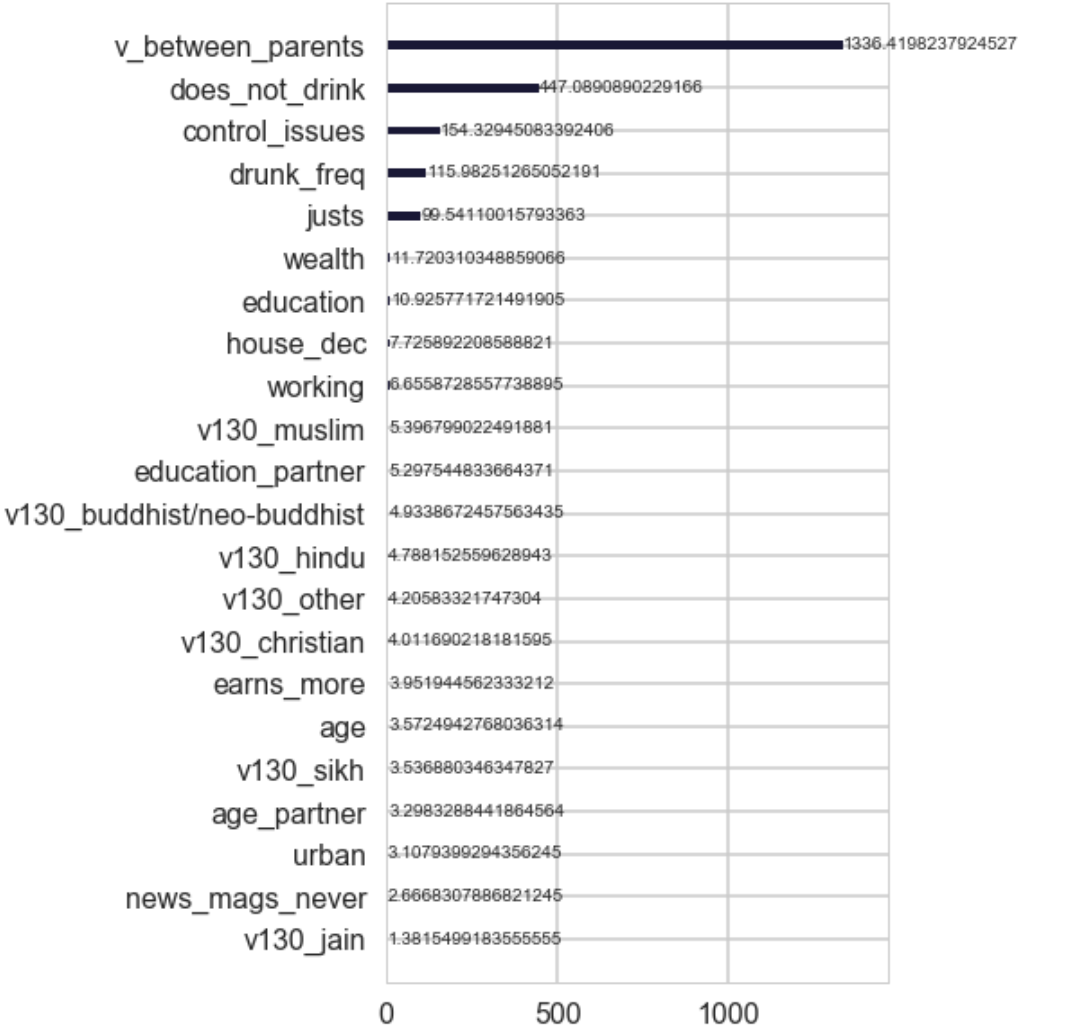 v_between_parents 1336.4198237924527
does_not_drink 447.0890890229166
control_issues 154.32945083392406
drunk_freq 115.98251265052191
justs 99.54110015793363
wealth 11.720310348859066
education 10.925771721491905
house_dec 7.725892208588821
working 6.6558728557738895
v130_muslim 5.396799022491881
education_partner 5.297544833664371
v130_buddhist/neo-buddhist 4.9338672457563435
v130_hindu 4.788152559628943
v130_other 4.20583321747304
v130_christian 4.011690218181595
earns_more 3.951944562333212
age 3.5724942768036314
v130_sikh 3.536880346347827
age_partner 3.2983288441864564
urban 3.1079399294356245
news_mags_never 2.6668307886821245
v130_jain 1.3815499183555555
0 500 1000